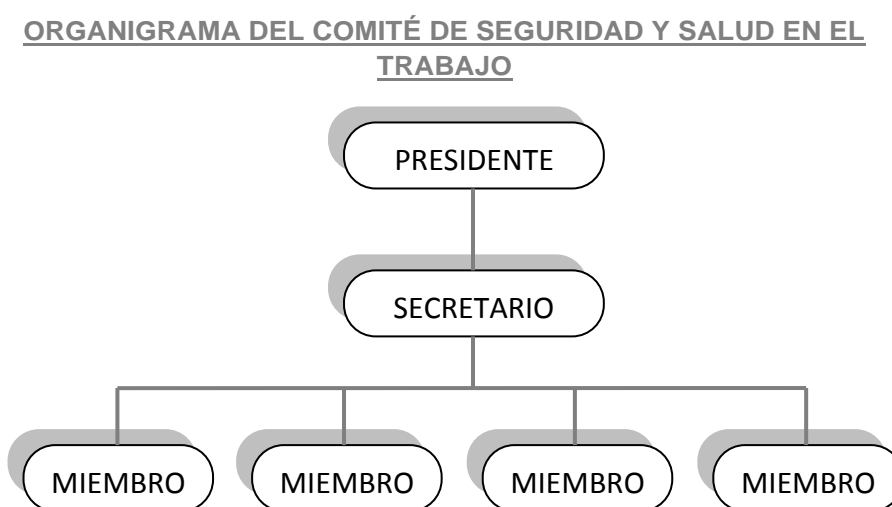 ORGANIGRAMA DEL COMITÉ DE SEGURIDAD Y SALUD EN EL
TRABAJO
PRESIDENTE
SECRETARIO
MIEMBRO MIEMBRO MIEMBRO MIEMBRO